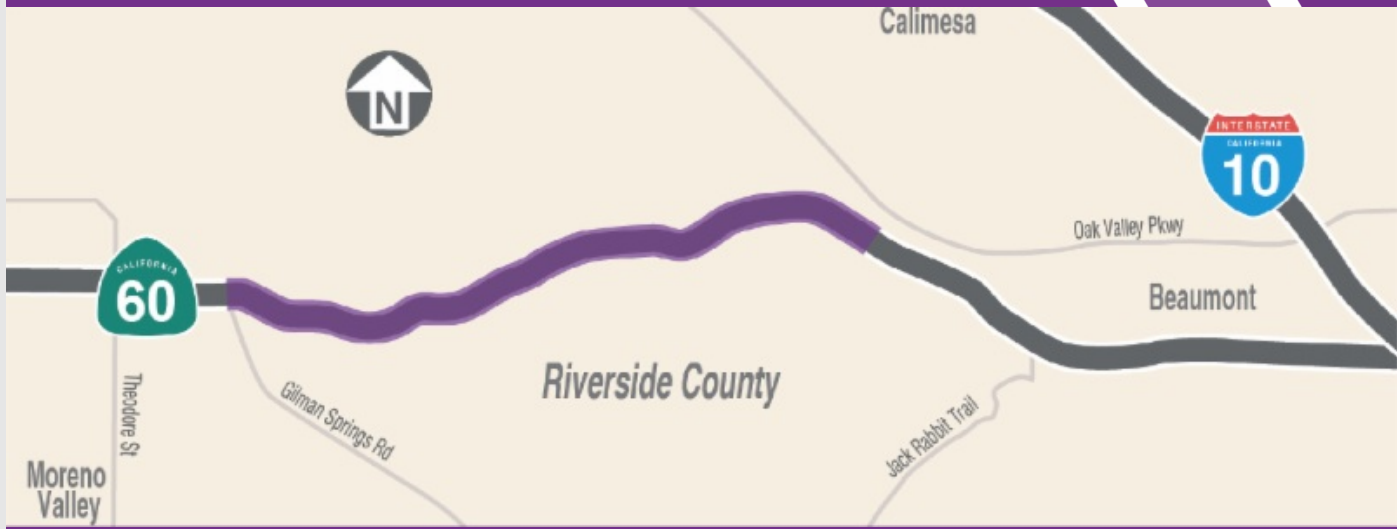 Calimesa
N
INTERSTATE
CALIFORNIA
10
Oak Valley Pkwy
CALIFORNIA
60
Beaumont
Riverside County
Theodore St
Gilman Springs Rd
Jack Rabbit Trail
Moreno
Valley